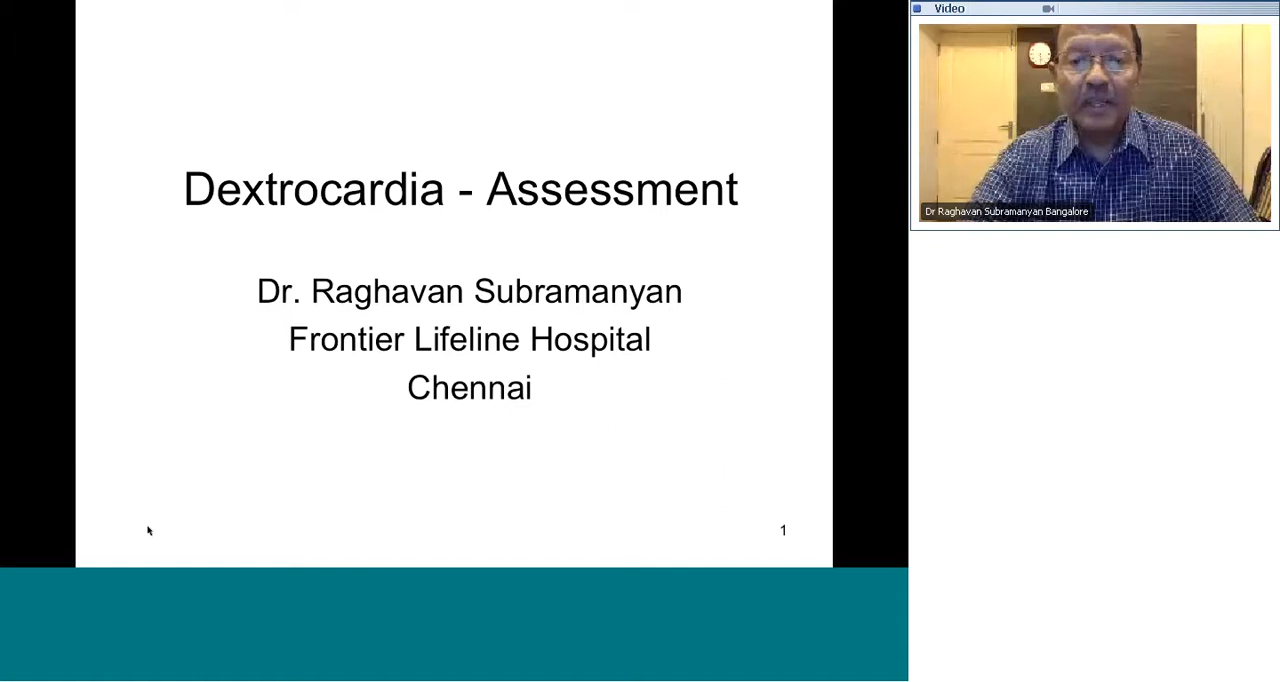 Dextrocardia - Assessment
Dr. Raghavan Subramanyan
Frontier Lifeline Hospital
Chennai
1
Video
Dr Raghavan Subramanyan Bangalore